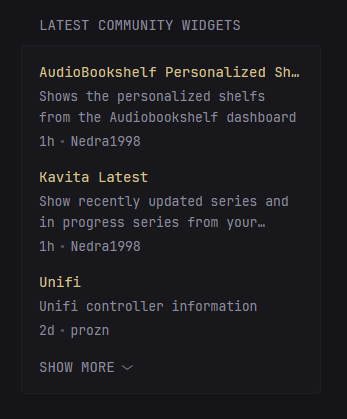 LATEST COMMUNITY WIDGETS
AudioBookshelf Personalized Sh…
Shows the personalized shelfs
from the Audiobookshelf dashboard
1h • Nedra1998
Kavita Latest
Show recently updated series and
in progress series from your…
1h • Nedra1998
Unifi
Unifi controller information
2d • prozn
SHOW MORE